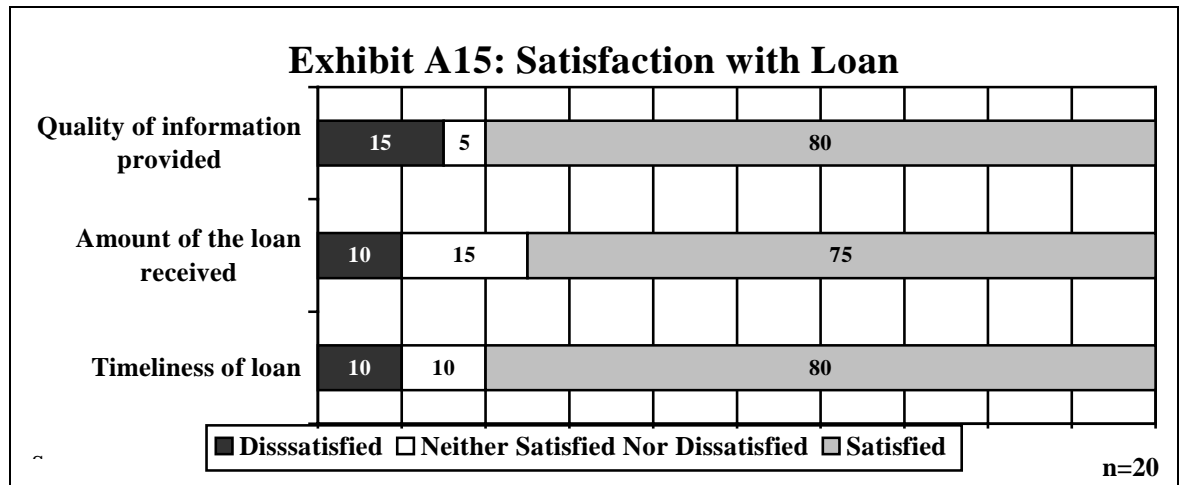 Exhibit A15: Satisfaction with Loan
Quality of information
provided
15 5 80
Amount of the loan
received
10 15 75
Timeliness of loan
10 10 80
Disssatisfied Neither Satisfied Nor Dissatisfied Satisfied
n=20